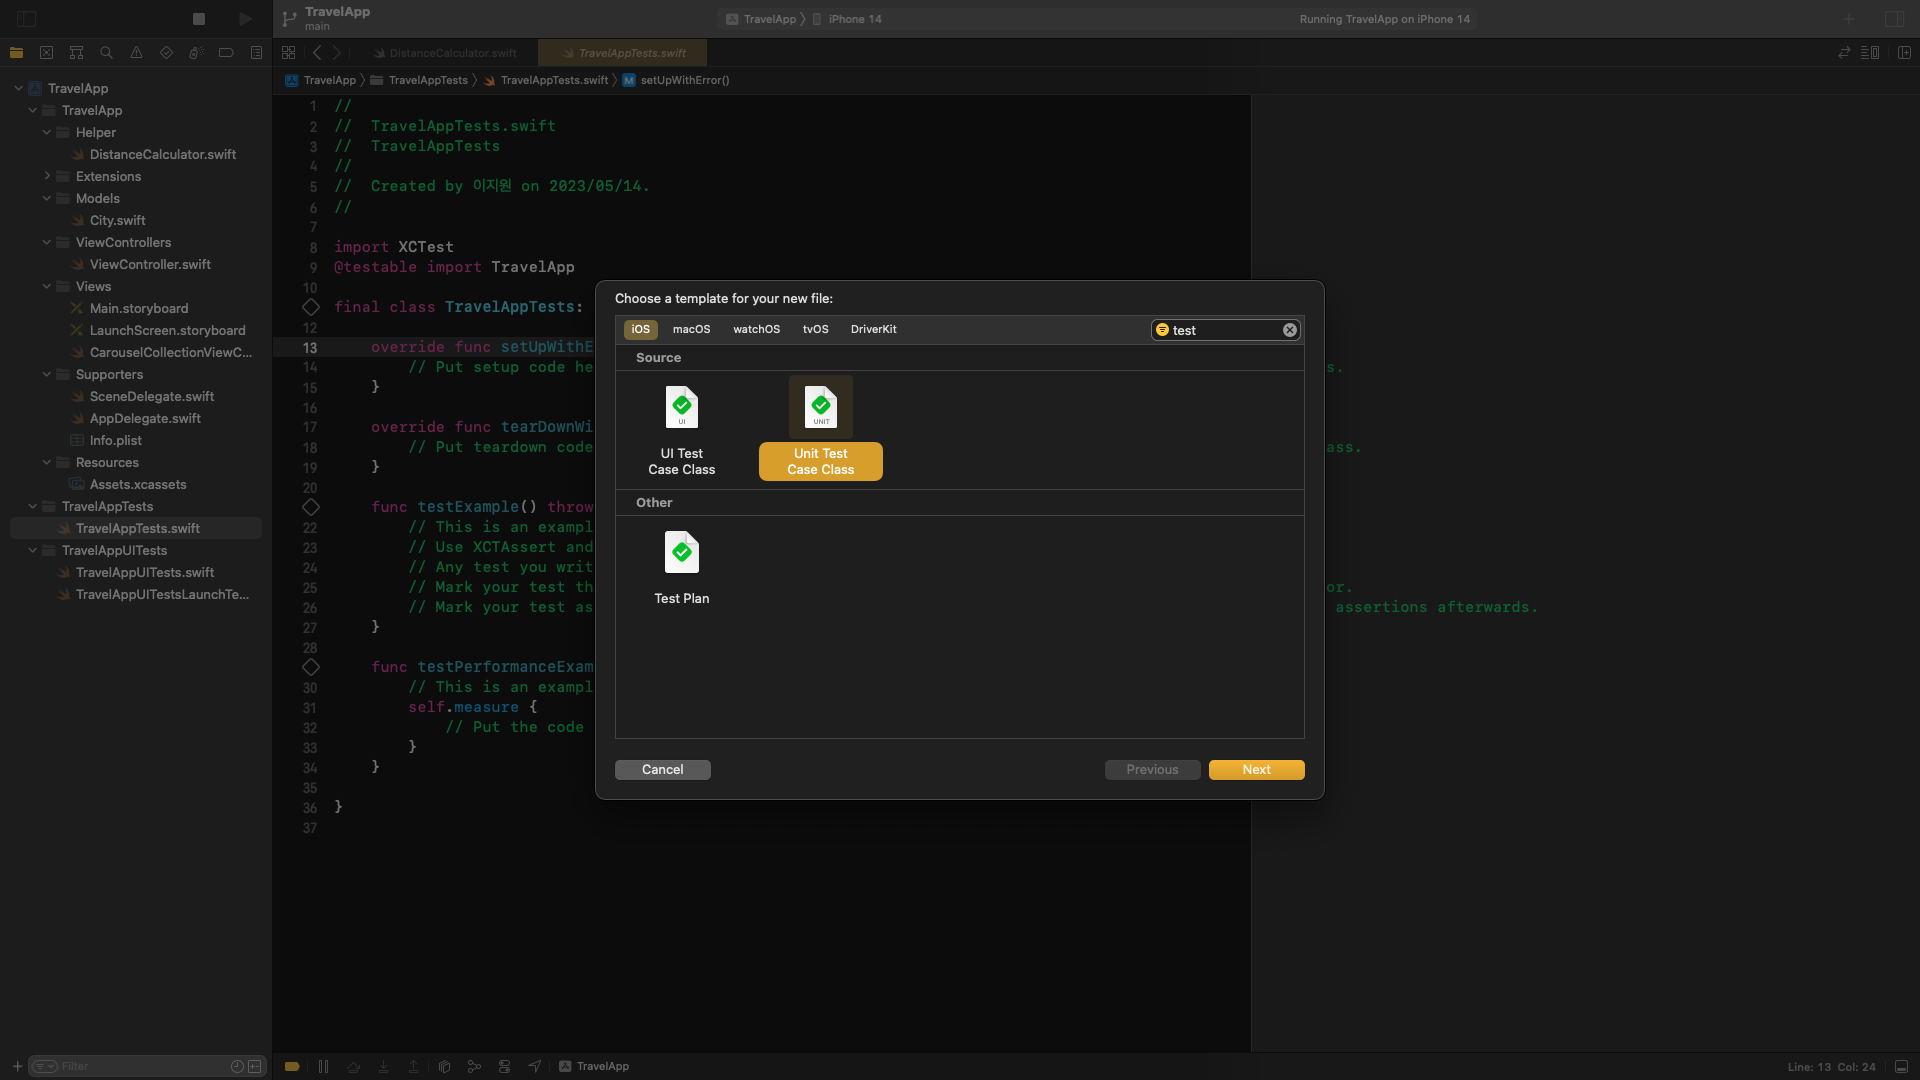 TravelApp
main
TravelApp
iPhone 14
Running TravelApp on iPhone 14
DistanceCalculator.swift
TravelAppTests.swift
TravelApp
TravelAppTests
TravelAppTests.swift
M
setUpWithError()
TravelApp
TravelApp
Helper
DistanceCalculator.swift
Extensions
Models
City.swift
ViewControllers
ViewController.swift
Views
Main.storyboard
LaunchScreen.storyboard
CarouselCollectionViewC...
Supporters
SceneDelegate.swift
AppDelegate.swift
Info.plist
Resources
Assets.xcassets
TravelAppTests
TravelAppTests.swift
TravelAppUITests
TravelAppUITests.swift
TravelAppUITestsLaunchTe...
Filter
1 //
2 //  TravelAppTests.swift
3 //  TravelAppTests
4 //
5 //  Created by 이지원 on 2023/05/14.
6 //
7
8 import XCTest
9 @testable import TravelApp
10
final class TravelAppTests:
12
13 override func setUpWithE
14 // Put setup code he s.
15 }
16
17 override func tearDownWi
18 // Put teardown code ass.
19 }
20
func testExample() throw
22 // This is an exampl
23 // Use XCTAssert and
24 // Any test you writ
25 // Mark your test th or.
26 // Mark your test as assertions afterwards.
27 }
28
func testPerformanceExam
30 // This is an exampl
31 self.measure {
32 // Put the code
33 }
34 }
35
36 }
37
Choose a template for your new file:
iOS
macOS
watchOS
tvOS
DriverKit
test
Source
UI
UI Test
Case Class
UNIT
Unit Test
Case Class
Other
Test Plan
Cancel
Previous
Next
TravelApp
Line: 13 Col: 24